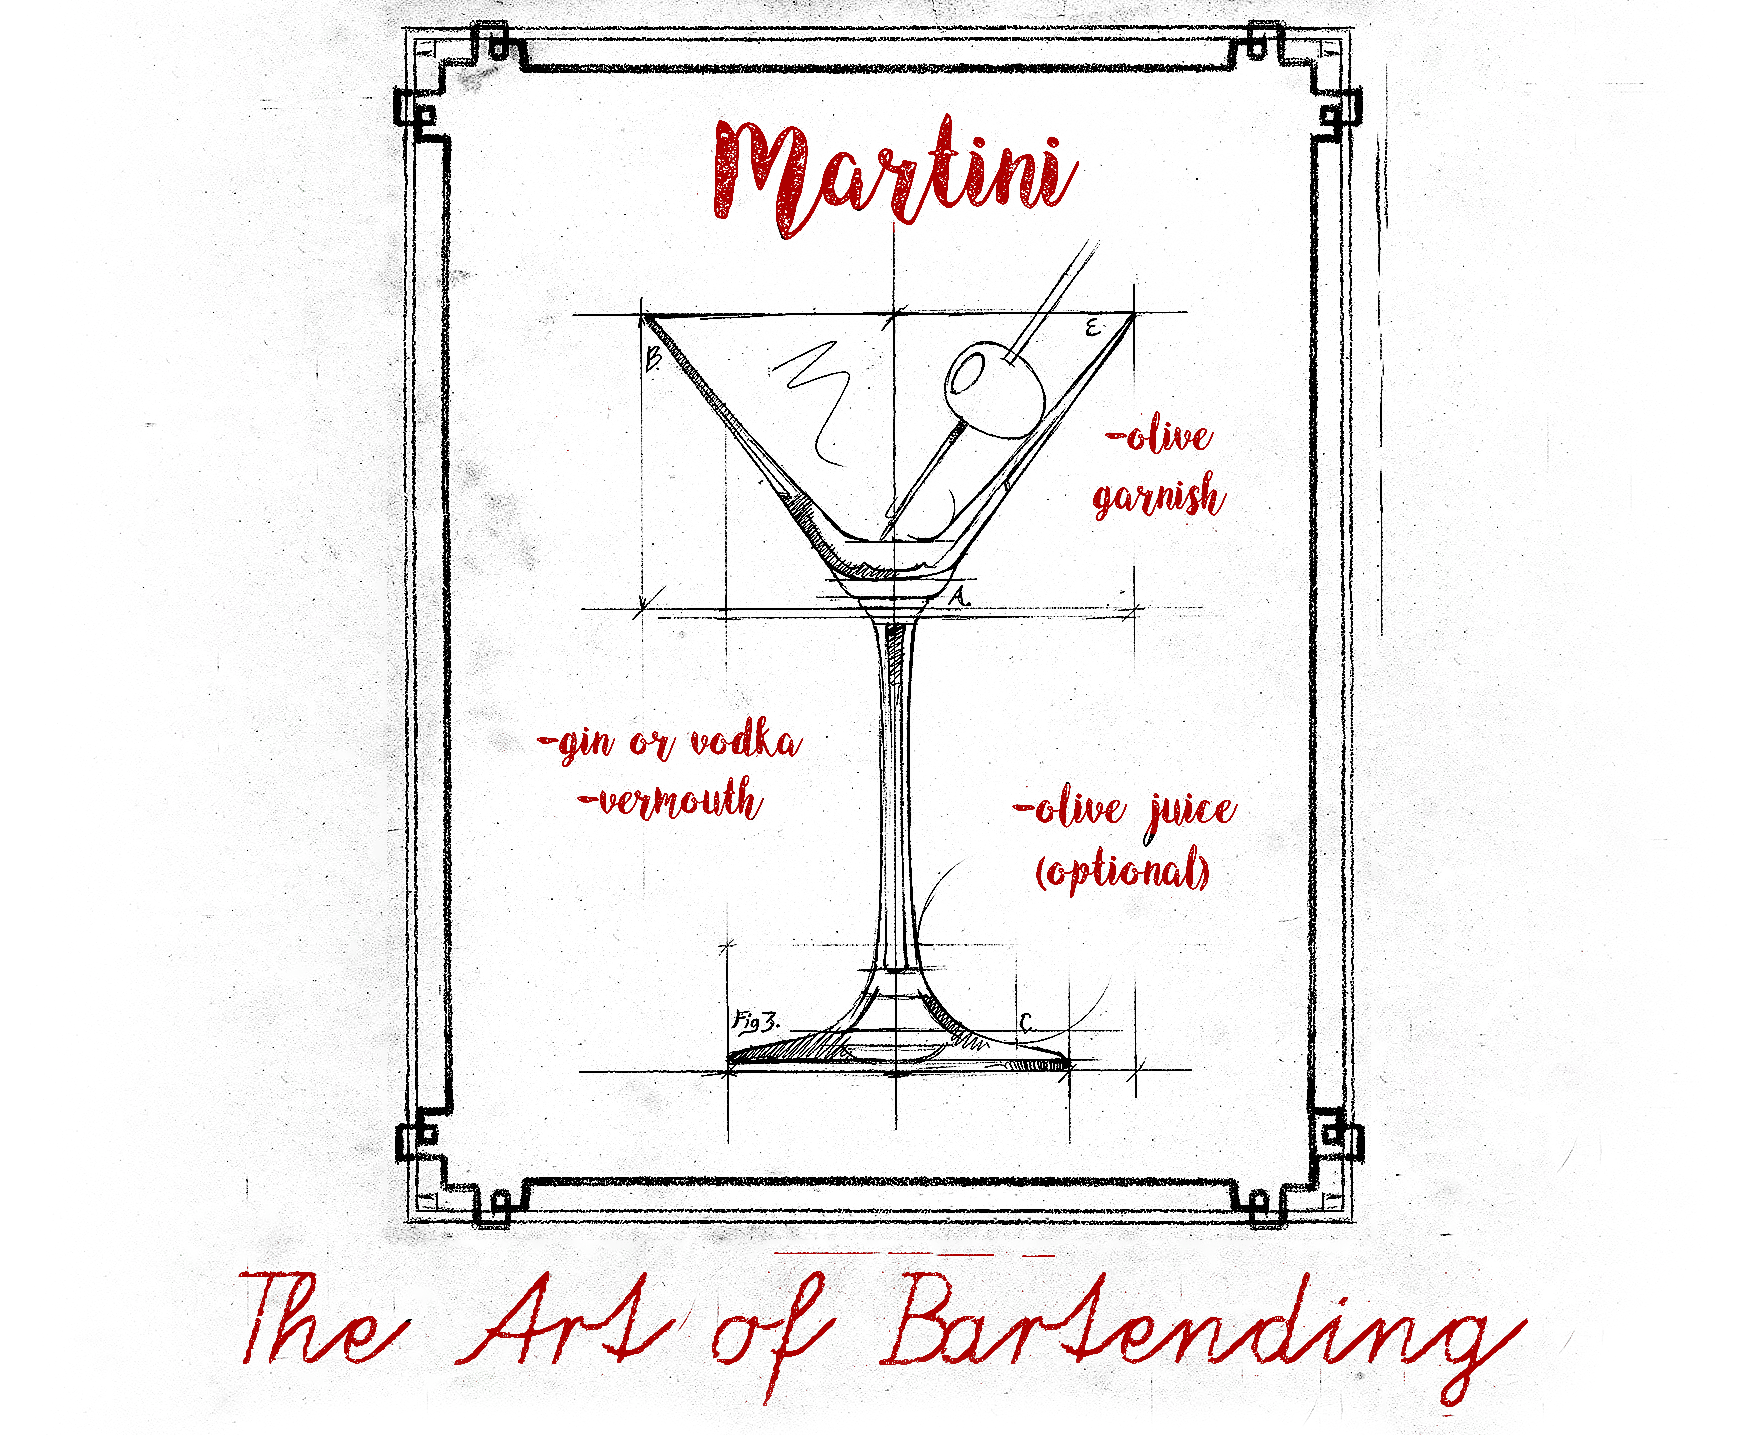 Martini
B.
E
-olive
garnish
A.
-gin or vodka
-vermouth
-olive juice
(optional)
Fig 3.
C
The Art of Bartending